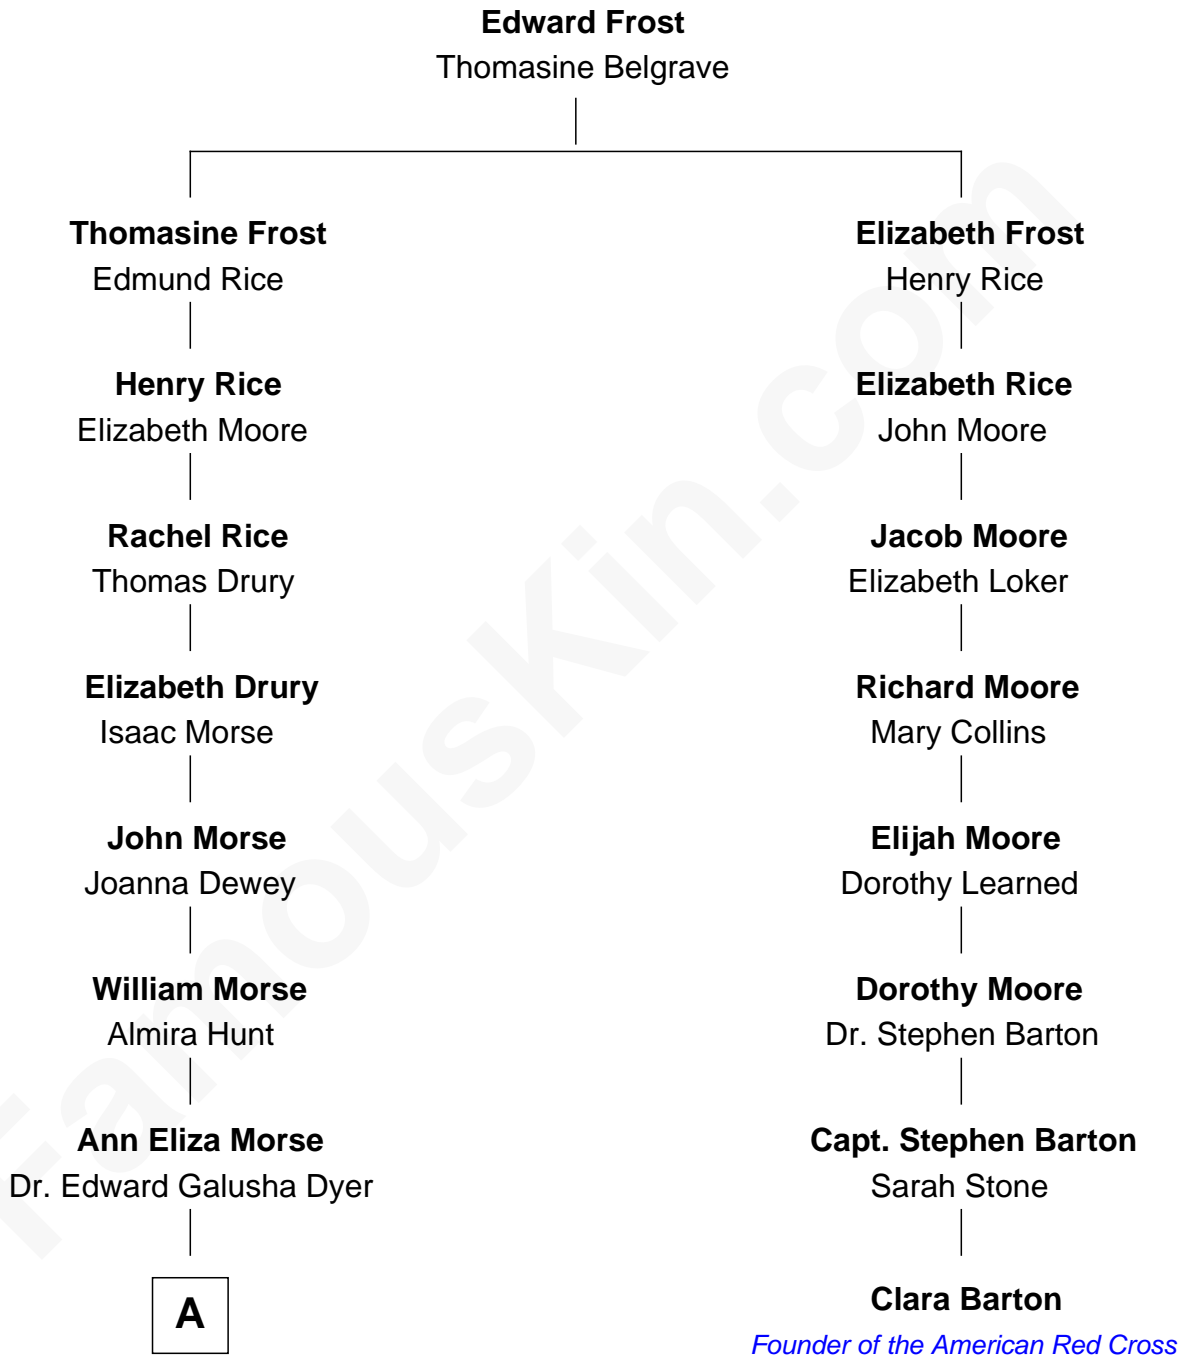 Edward Frost
Thomasine Belgrave
Thomasine Frost
Edmund Rice
Elizabeth Frost
Henry Rice
Henry Rice
Elizabeth Moore
Elizabeth Rice
John Moore
Rachel Rice
Thomas Drury
Jacob Moore
Elizabeth Loker
Elizabeth Drury
Isaac Morse
Richard Moore
Mary Collins
John Morse
Joanna Dewey
Elijah Moore
Dorothy Learned
William Morse
Almira Hunt
Dorothy Moore
Dr. Stephen Barton
Ann Eliza Morse
Dr. Edward Galusha Dyer
Capt. Stephen Barton
Sarah Stone
A
Clara Barton
Founder of the American Red Cross
FamousKin.com